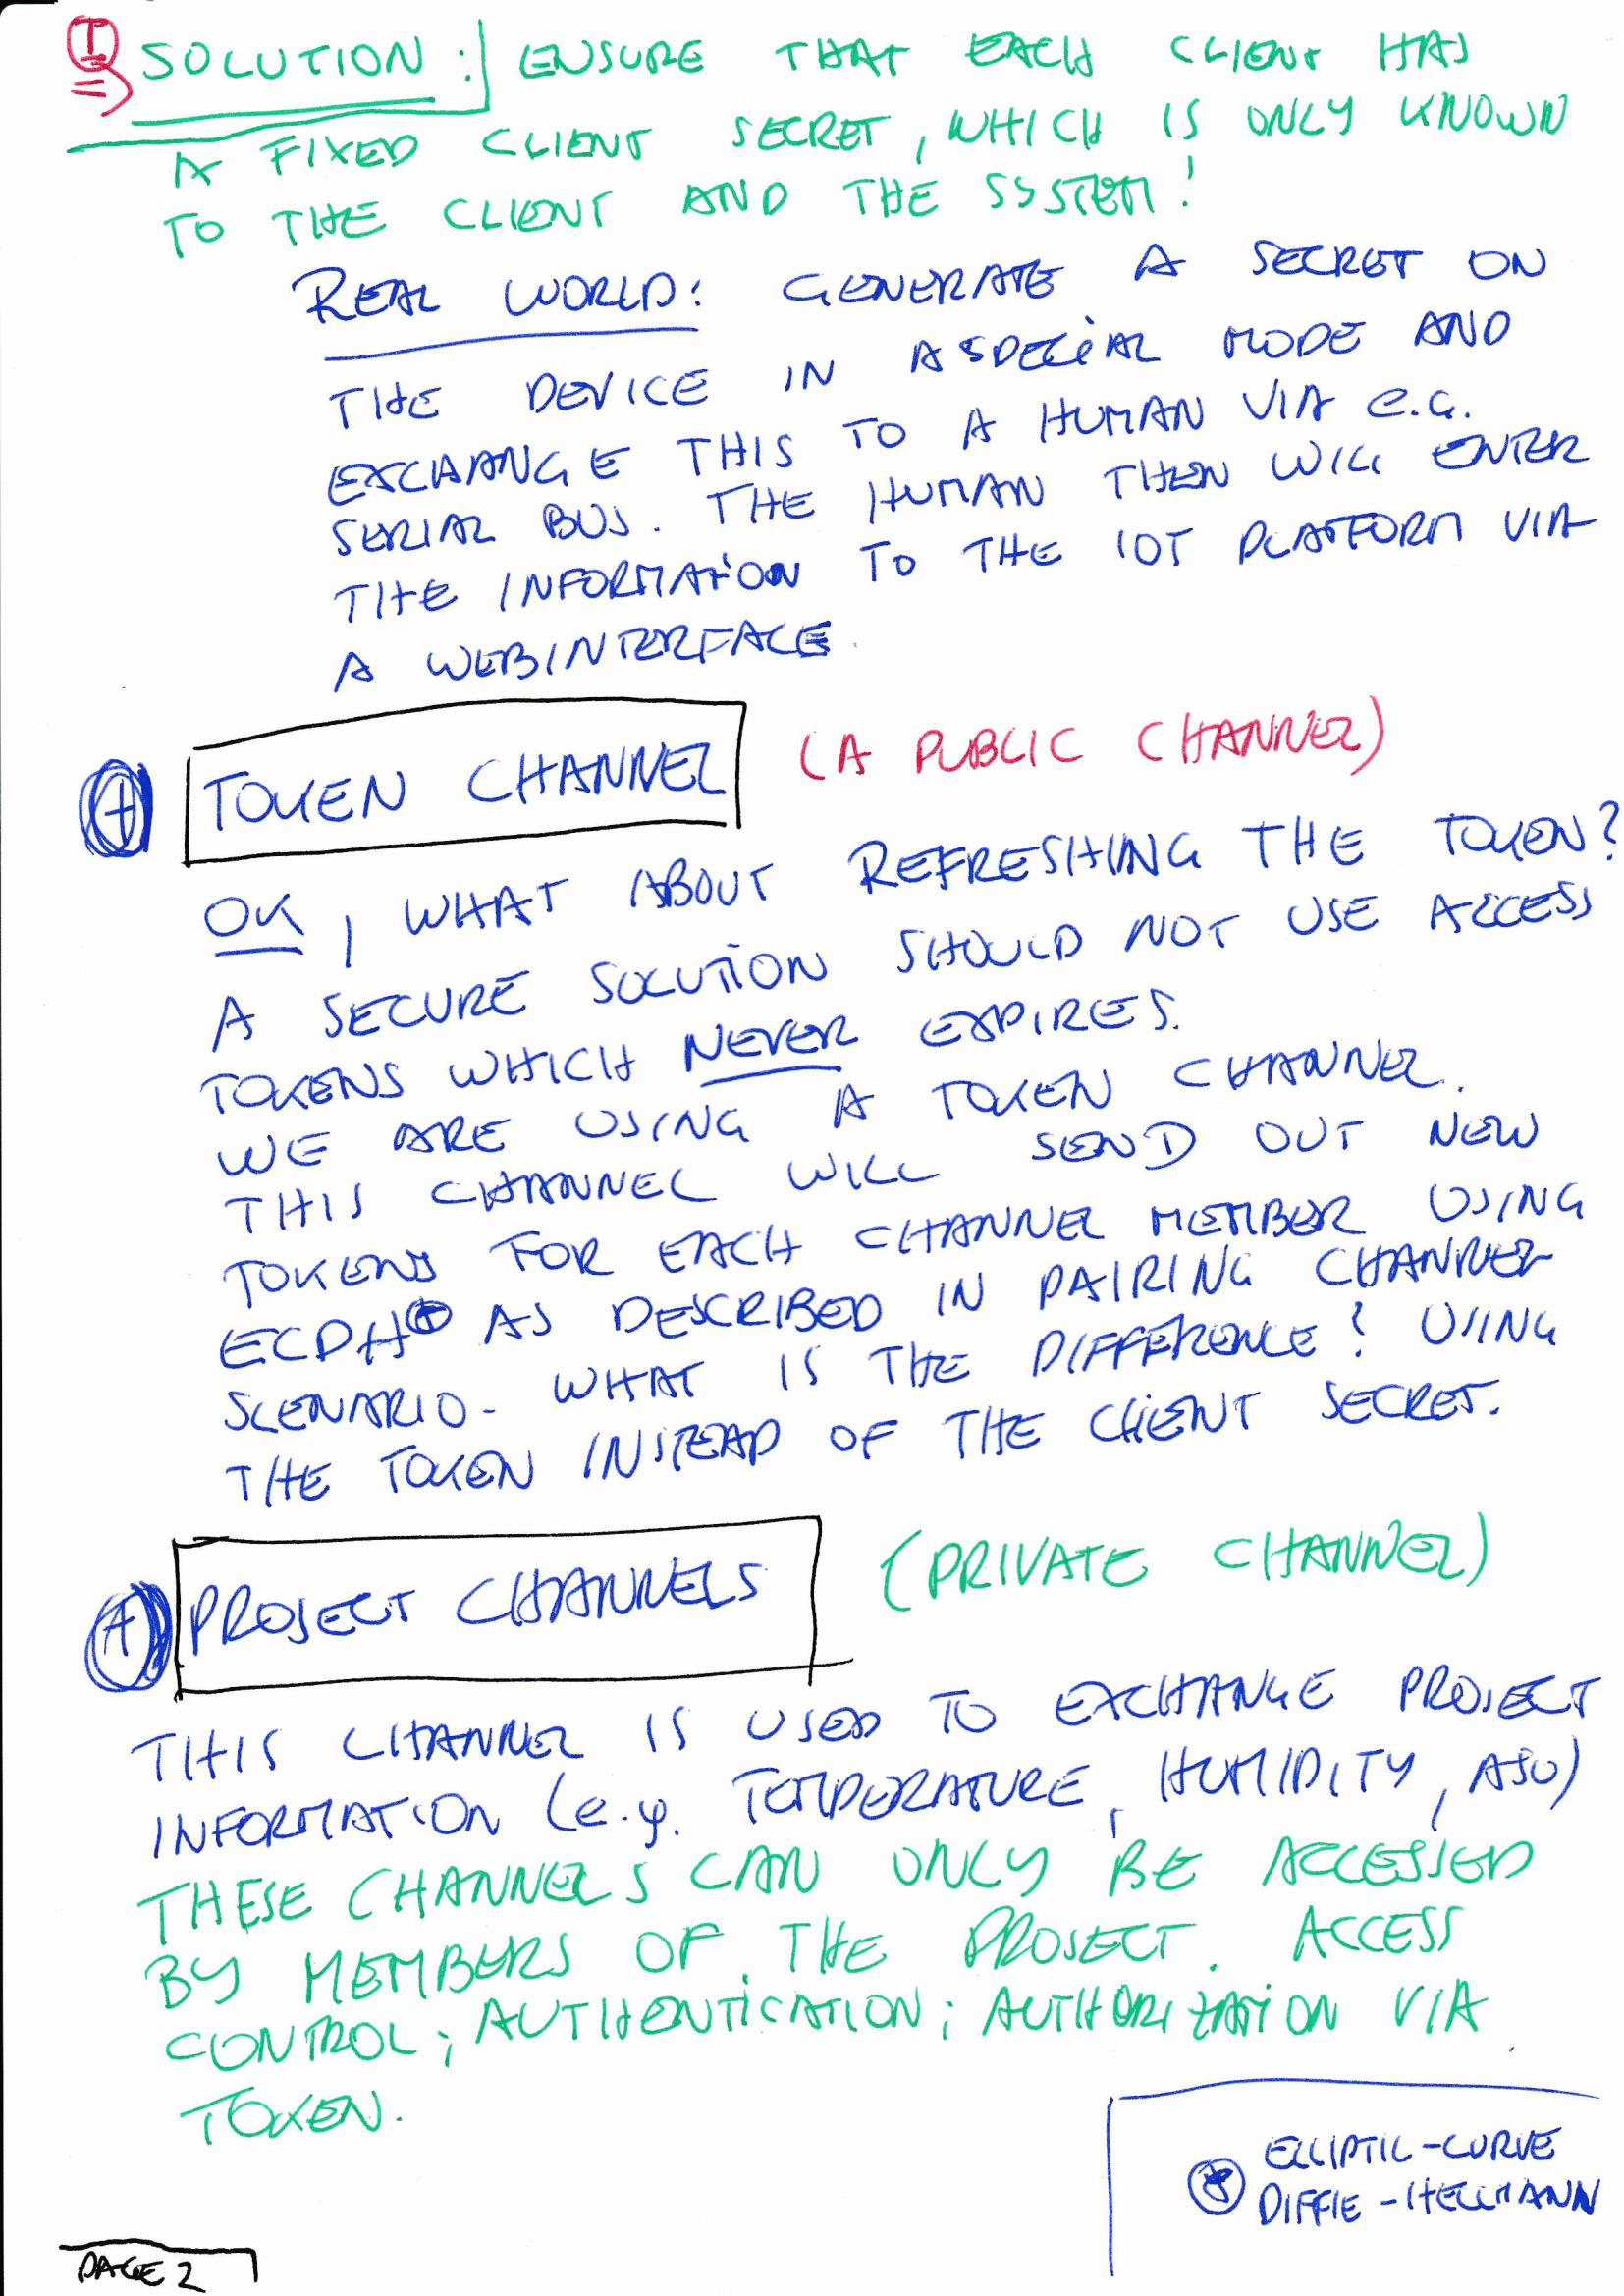 I SOLUTION: ENSURE THAT EACH CLIENT HAS
A FIXED CLIENT SECRET, WHICH IS ONLY KNOWN
TO THE CLIENT AND THE SYSTEM!
REAL WORLD: GENERATE A SECRET ON
THE DEVICE IN A SPECIAL MODE AND
EXCHANGE THIS TO A HUMAN VIA e.G.
SERIAL BUS. THE HUMAN THEN WILL ENTER
THE INFORMATION TO THE IOT PLATFORM VIA
A WEBINTERFACE.
TOKEN CHANNEL (A PUBLIC CHANNEL)
OK, WHAT ABOUT REFRESHING THE TOKEN?
A SECURE SOLUTION SHOULD NOT USE ACCESS
TOKENS WHICH NEVER EXPIRES.
WE ARE USING A TOKEN CHANNEL.
THIS CHANNEL WILL SEND OUT NEW
TOKENS FOR EACH CHANNEL MEMBER USING
ECDH* AS DESCRIBED IN PAIRING CHANNEL
SCENARIO. WHAT IS THE DIFFERENCE? USING
THE TOKEN INSTEAD OF THE CLIENT SECRET.
PROJECT CHANNELS (PRIVATE CHANNEL)
THIS CHANNEL IS USED TO EXCHANGE PROJECT
INFORMATION (e.g. TEMPERATURE, HUMIDITY, ASO)
THESE CHANNELS CAN ONLY BE ACCESSED
BY MEMBERS OF THE PROJECT. ACCESS
CONTROL; AUTHENTICATION; AUTHORIZATION VIA
TOKEN.
* ELLIPTIC-CURVE
DIFFIE-HELLMANN
PAGE 2